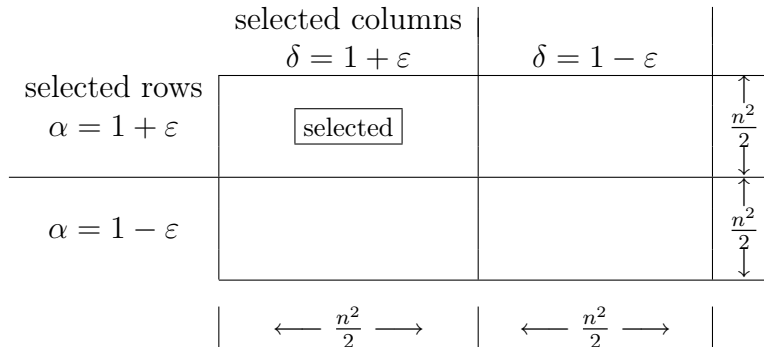 selected columns
δ = 1 + ε
δ = 1 − ε
selected rows
α = 1 + ε
selected
↑ n²/2 ↓
α = 1 − ε
↑ n²/2 ↓
⟵ n²/2 ⟶
⟵ n²/2 ⟶